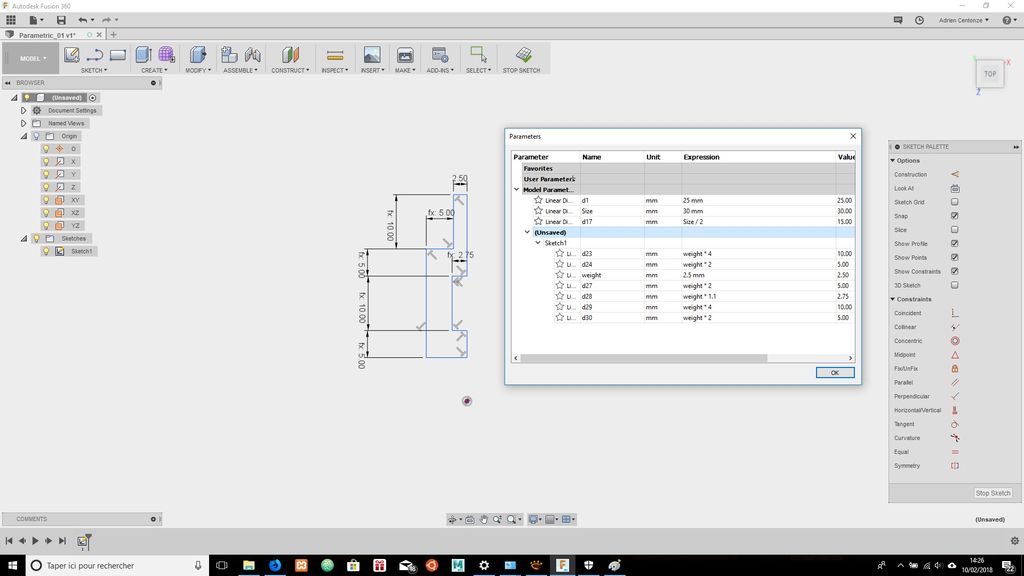 Autodesk Fusion 360
Adrien Centonze
Parametric_01 v1*
MODEL
SKETCH
CREATE
MODIFY
ASSEMBLE
CONSTRUCT
INSPECT
INSERT
MAKE
ADD-INS
SELECT
STOP SKETCH
BROWSER
(Unsaved)
Document Settings
Named Views
Origin
O
X
Y
Z
XY
XZ
YZ
Sketches
Sketch1
TOP
X
Z
2.50
fx: 5.00
fx: 10.00
fx: 2.75
fx: 5.00
fx: 10.00
fx: 5.00
Parameters
Parameter Name Unit Expression Value
Favorites
User Parameters
Model Paramet...
Linear Di... d1 mm 25 mm 25.00
Linear Di... Size mm 30 mm 30.00
Linear Di... d17 mm Size / 2 15.00
(Unsaved)
Sketch1
Li... d23 mm weight * 4 10.00
Li... d24 mm weight * 2 5.00
Li... weight mm 2.5 mm 2.50
Li... d27 mm weight * 2 5.00
Li... d28 mm weight * 1.1 2.75
Li... d29 mm weight * 4 10.00
Li... d30 mm weight * 2 5.00
OK
SKETCH PALETTE
Options
Construction
Look At
Sketch Grid
Snap
Slice
Show Profile
Show Points
Show Constraints
3D Sketch
Constraints
Coincident
Collinear
Concentric
Midpoint
Fix/UnFix
Parallel
Perpendicular
Horizontal/Vertical
Tangent
Curvature
Equal
Symmetry
Stop Sketch
COMMENTS
(Unsaved)
Taper ici pour rechercher
14:26
10/02/2018